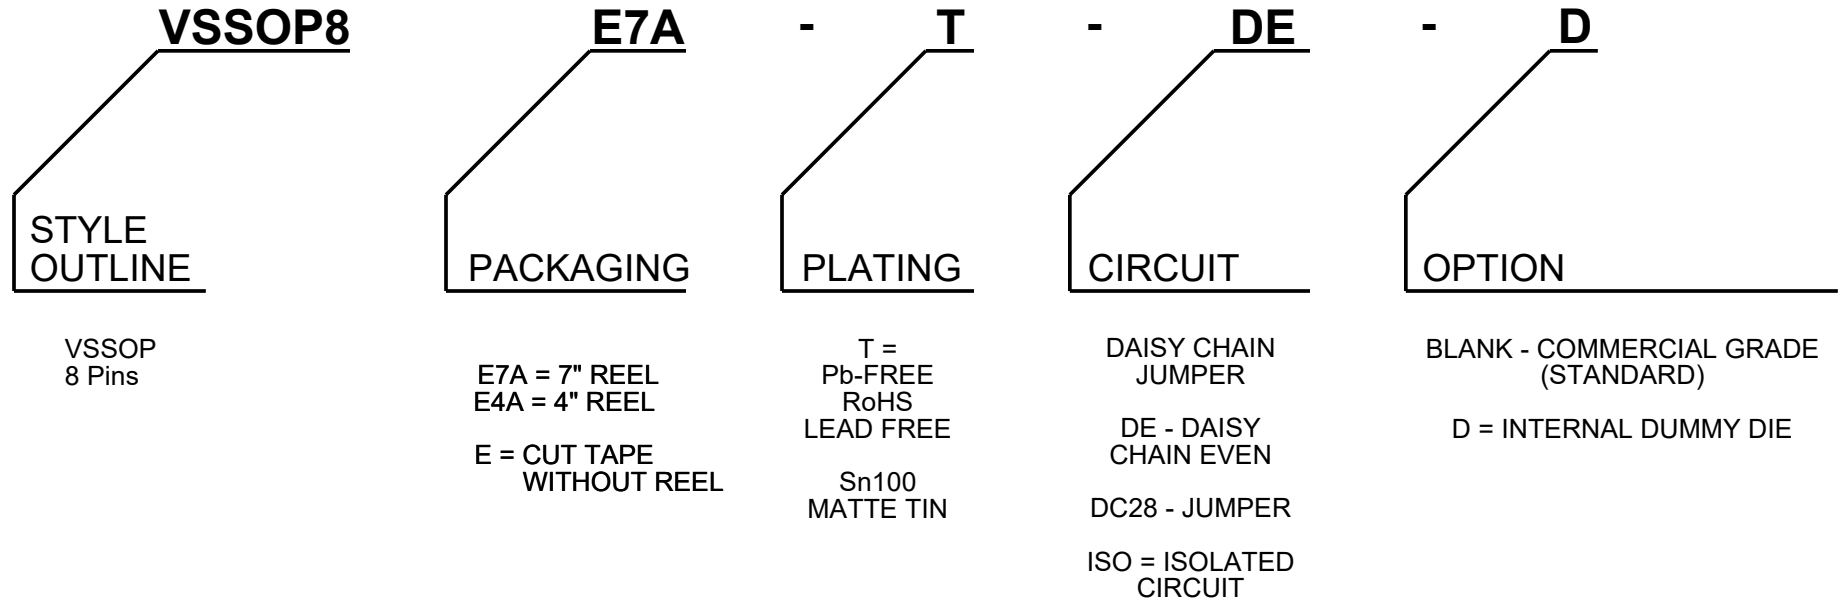 VSSOP8 E7A - T - DE - D
STYLE
OUTLINE
PACKAGING
PLATING
CIRCUIT
OPTION
VSSOP
8 Pins
E7A = 7" REEL
E4A = 4" REEL
E = CUT TAPE
WITHOUT REEL
T =
Pb-FREE
RoHS
LEAD FREE
Sn100
MATTE TIN
DAISY CHAIN
JUMPER
DE - DAISY
CHAIN EVEN
DC28 - JUMPER
ISO = ISOLATED
CIRCUIT
BLANK - COMMERCIAL GRADE
(STANDARD)
D = INTERNAL DUMMY DIE